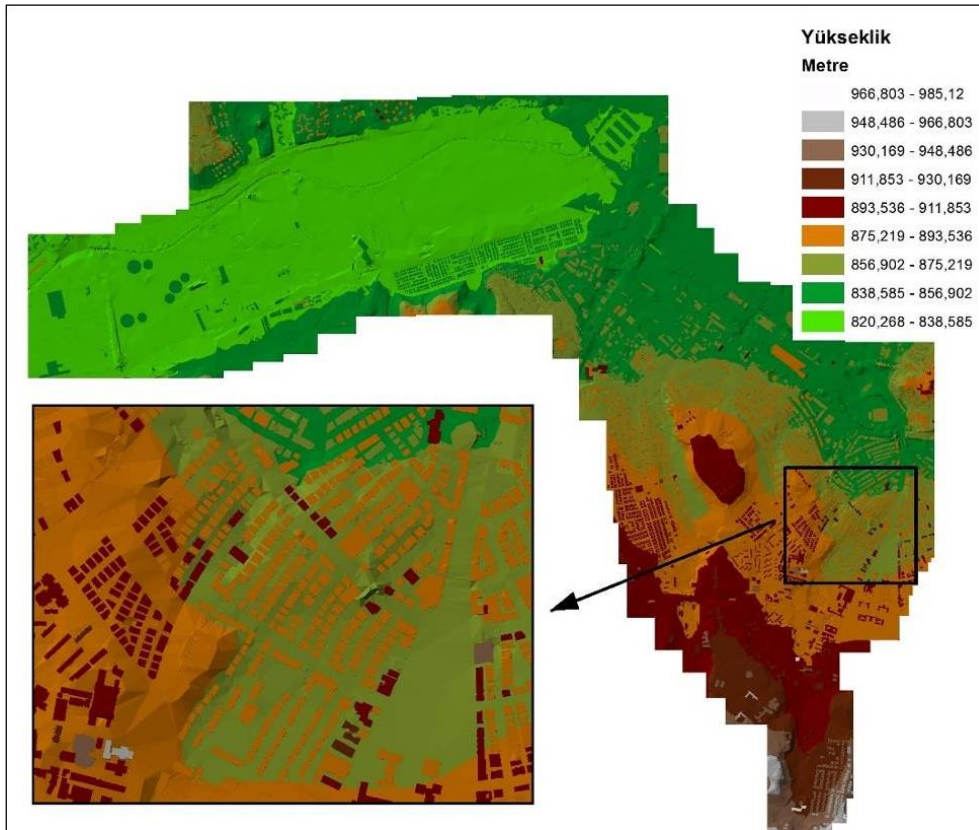 Yükseklik
Metre
966,803 - 985,12
948,486 - 966,803
930,169 - 948,486
911,853 - 930,169
893,536 - 911,853
875,219 - 893,536
856,902 - 875,219
838,585 - 856,902
820,268 - 838,585